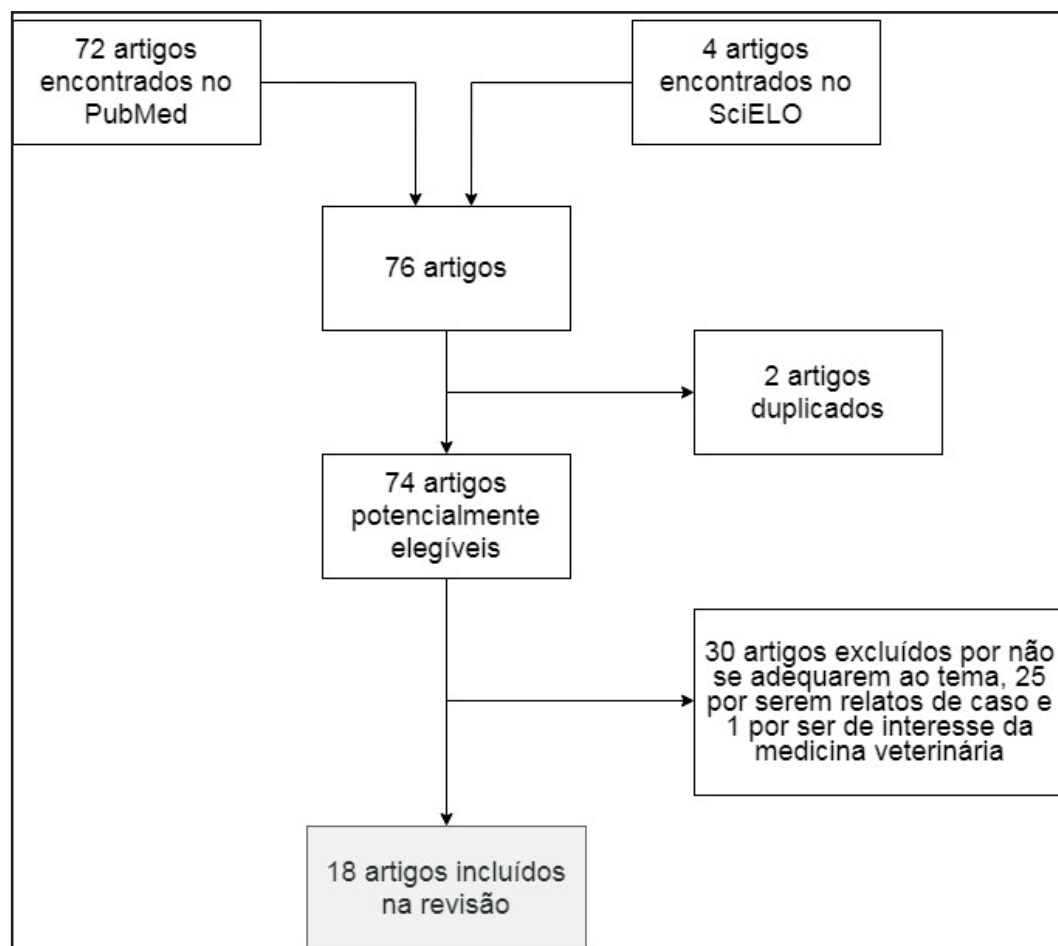 72 artigos
encontrados no
PubMed
4 artigos
encontrados no
SciELO
76 artigos
2 artigos
duplicados
74 artigos
potencialmente
elegíveis
30 artigos excluídos por não
se adequarem ao tema, 25
por serem relatos de caso e
1 por ser de interesse da
medicina veterinária
18 artigos incluídos
na revisão